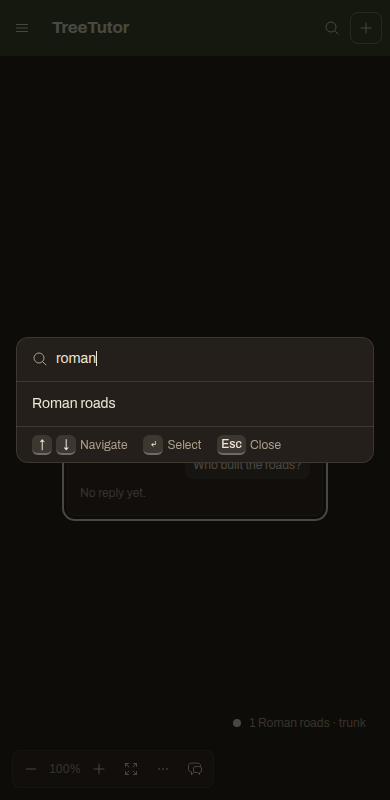 TreeTutor
roman
Roman roads
↑ ↓ Navigate ↵ Select Esc Close
Who built the roads?
No reply yet.
1 Roman roads · trunk
100%